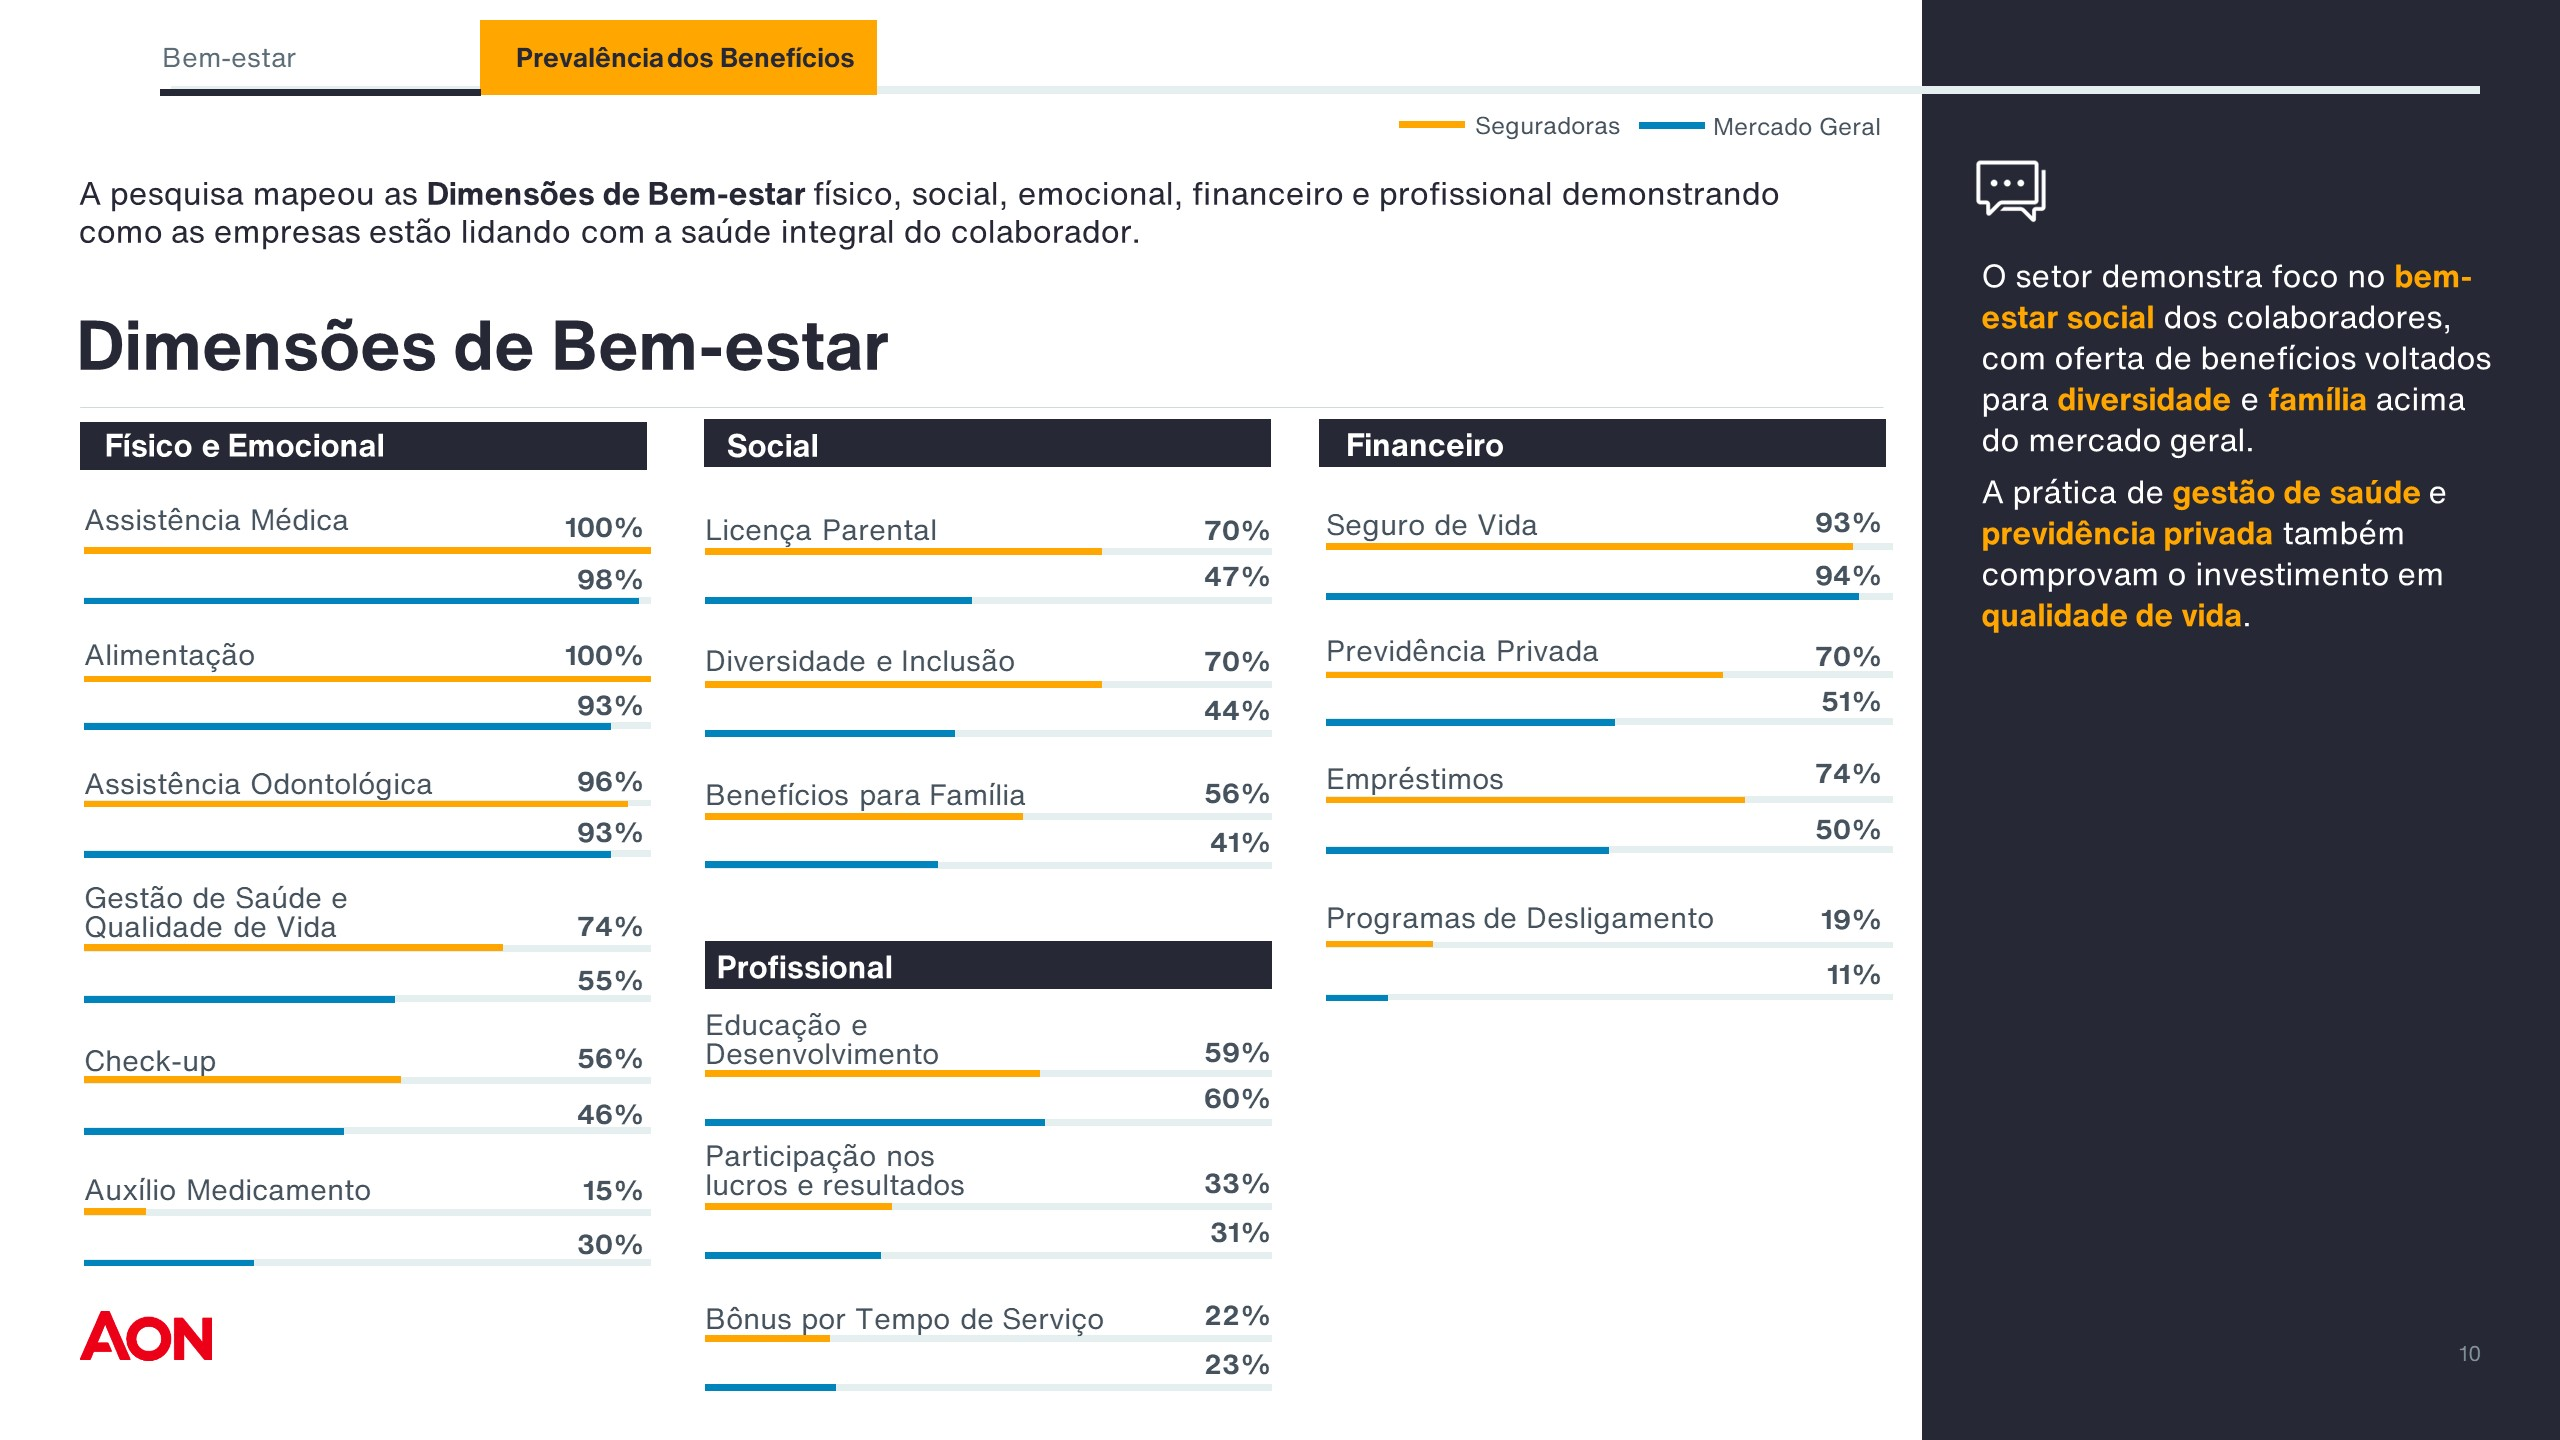 Bem-estar
Prevalência dos Benefícios
Seguradoras
Mercado Geral
A pesquisa mapeou as Dimensões de Bem-estar físico, social, emocional, financeiro e profissional demonstrando
como as empresas estão lidando com a saúde integral do colaborador.
Dimensões de Bem-estar
Físico e Emocional
Assistência Médica
100%
98%
Alimentação
100%
93%
Assistência Odontológica
96%
93%
Gestão de Saúde e
Qualidade de Vida
74%
55%
Check-up
56%
46%
Auxílio Medicamento
15%
30%
Social
Licença Parental
70%
47%
Diversidade e Inclusão
70%
44%
Benefícios para Família
56%
41%
Profissional
Educação e
Desenvolvimento
59%
60%
Participação nos
lucros e resultados
33%
31%
Bônus por Tempo de Serviço
22%
23%
Financeiro
Seguro de Vida
93%
94%
Previdência Privada
70%
51%
Empréstimos
74%
50%
Programas de Desligamento
19%
11%
O setor demonstra foco no bem-
estar social dos colaboradores,
com oferta de benefícios voltados
para diversidade e família acima
do mercado geral.
A prática de gestão de saúde e
previdência privada também
comprovam o investimento em
qualidade de vida.
AON
10